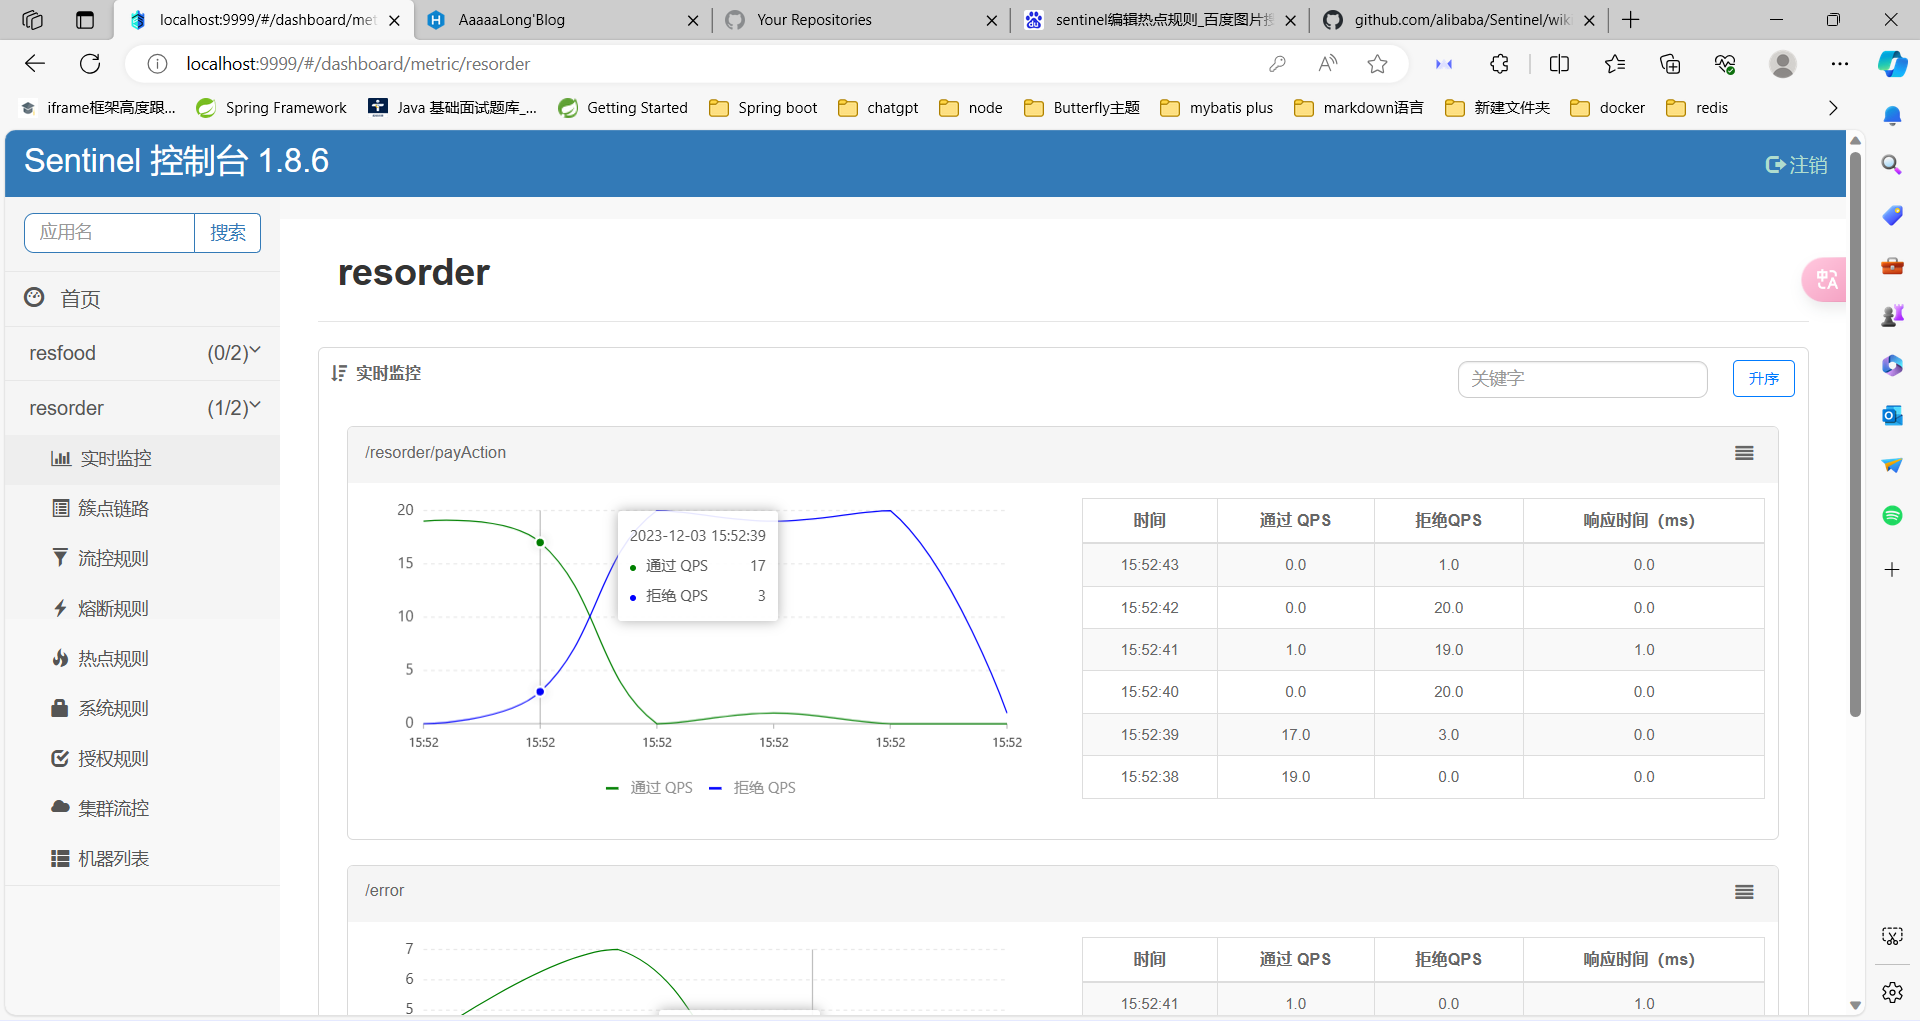 localhost:9999/#/dashboard/met
AaaaaLong'Blog
Your Repositories
sentinel编辑热点规则_百度图片搜
github.com/alibaba/Sentinel/wiki
localhost:9999/#/dashboard/metric/resorder
iframe框架高度跟...
Spring Framework
Java 基础面试题库_...
Getting Started
Spring boot
chatgpt
node
Butterfly主题
mybatis plus
markdown语言
新建文件夹
docker
redis
Sentinel 控制台 1.8.6
注销
应用名
搜索
首页
resfood (0/2)
resorder (1/2)
实时监控
簇点链路
流控规则
熔断规则
热点规则
系统规则
授权规则
集群流控
机器列表
resorder
实时监控
关键字
升序
/resorder/payAction
20
15
10
5
0
15:52 15:52 15:52 15:52 15:52 15:52
2023-12-03 15:52:39
通过 QPS 17
拒绝 QPS 3
通过 QPS 拒绝 QPS
时间 通过 QPS 拒绝QPS 响应时间 (ms)
15:52:43 0.0 1.0 0.0
15:52:42 0.0 20.0 0.0
15:52:41 1.0 19.0 1.0
15:52:40 0.0 20.0 0.0
15:52:39 17.0 3.0 0.0
15:52:38 19.0 0.0 0.0
/error
7
6
5
时间 通过 QPS 拒绝QPS 响应时间 (ms)
15:52:41 1.0 0.0 1.0